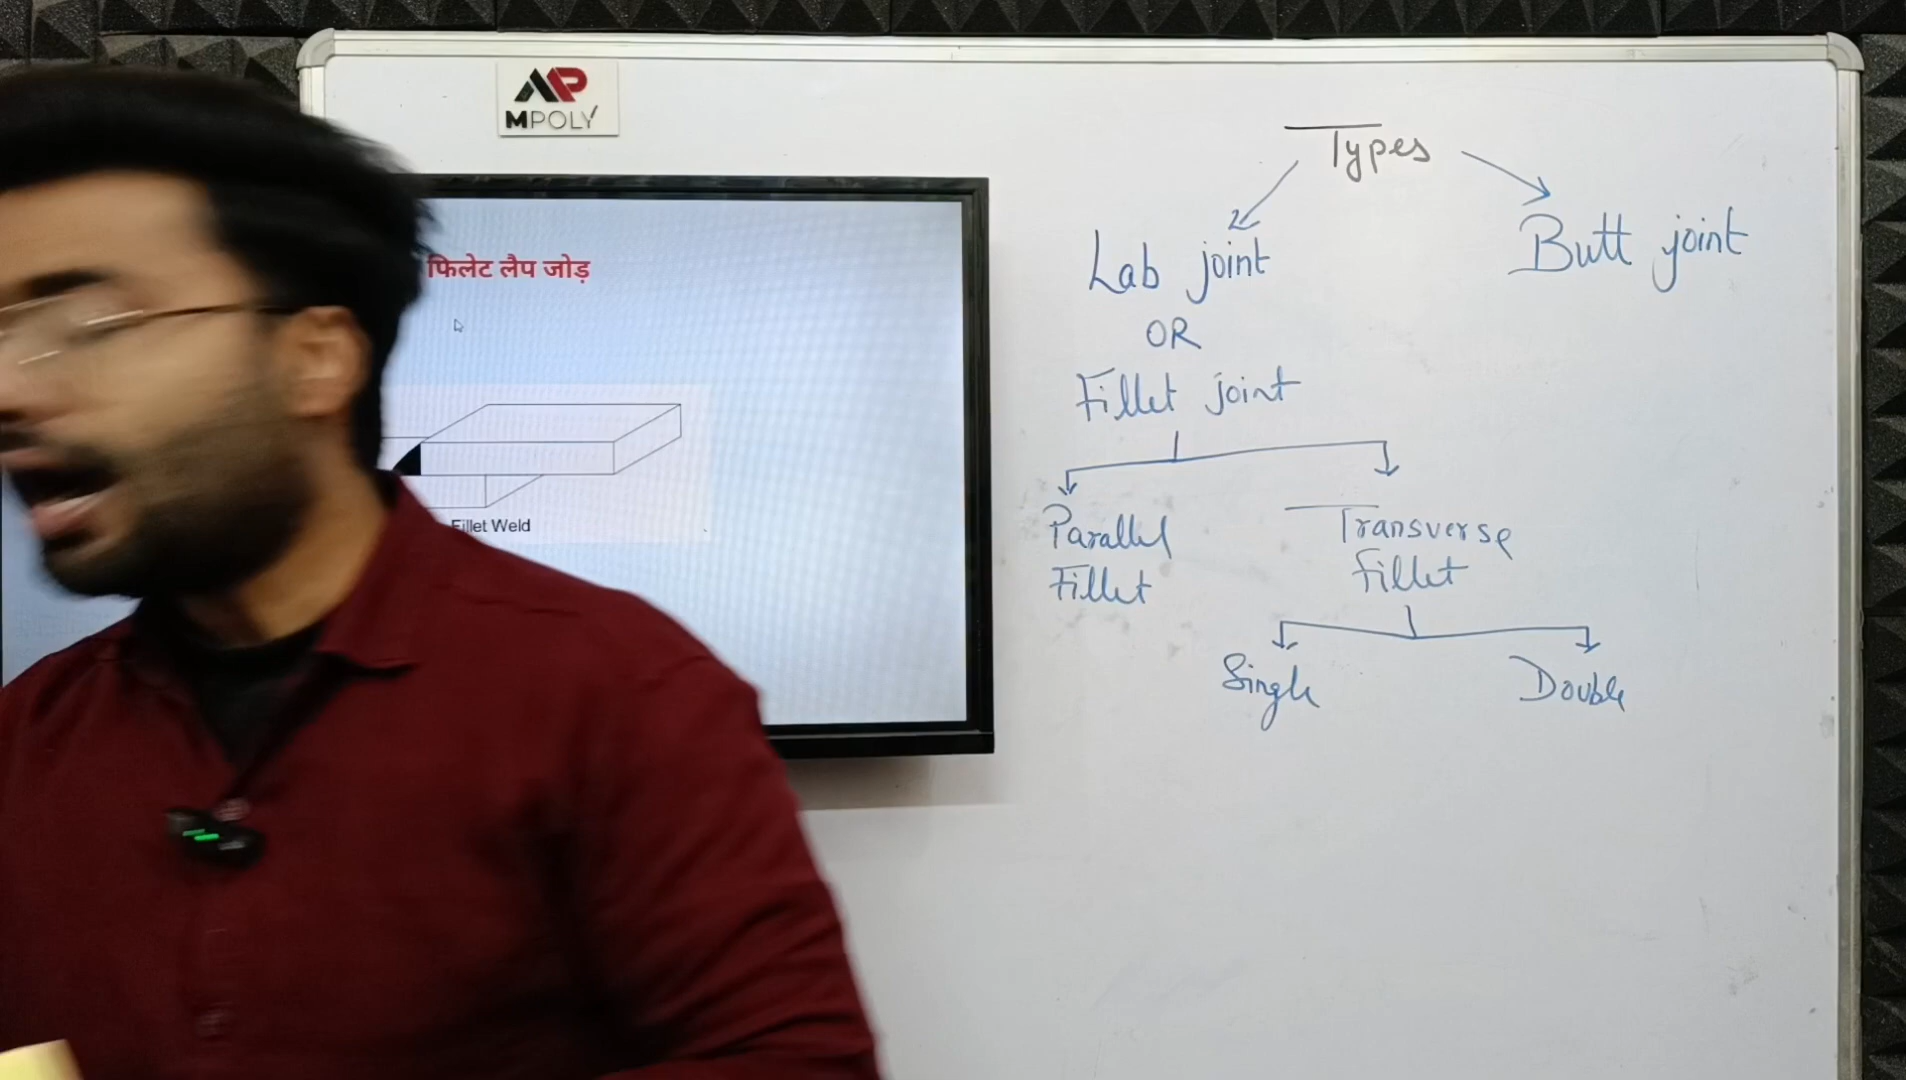 MPOLY
फिलेट लैप जोड़
Fillet Weld
Types
Lab joint
OR
Fillet joint
Butt joint
Parallel
Fillet
Transverse
fillet
Single
Double